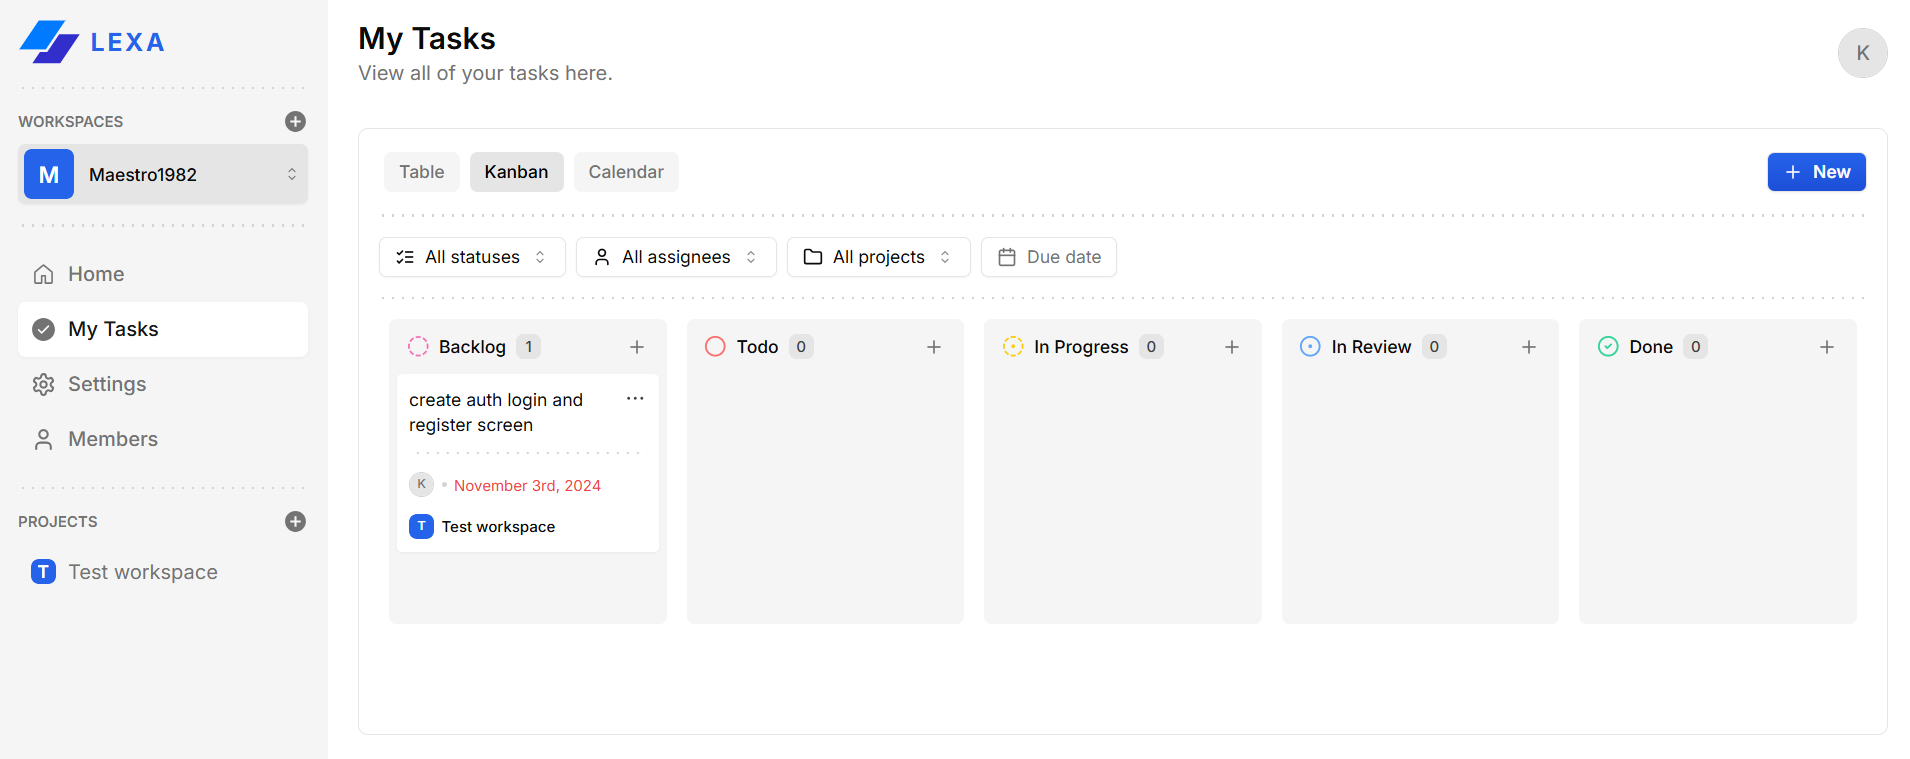 LEXA
WORKSPACES
M
Maestro1982
Home
My Tasks
Settings
Members
PROJECTS
T
Test workspace
My Tasks
View all of your tasks here.
K
Table
Kanban
Calendar
New
All statuses
All assignees
All projects
Due date
Backlog 1
create auth login and
register screen
K
November 3rd, 2024
T
Test workspace
Todo 0
In Progress 0
In Review 0
Done 0